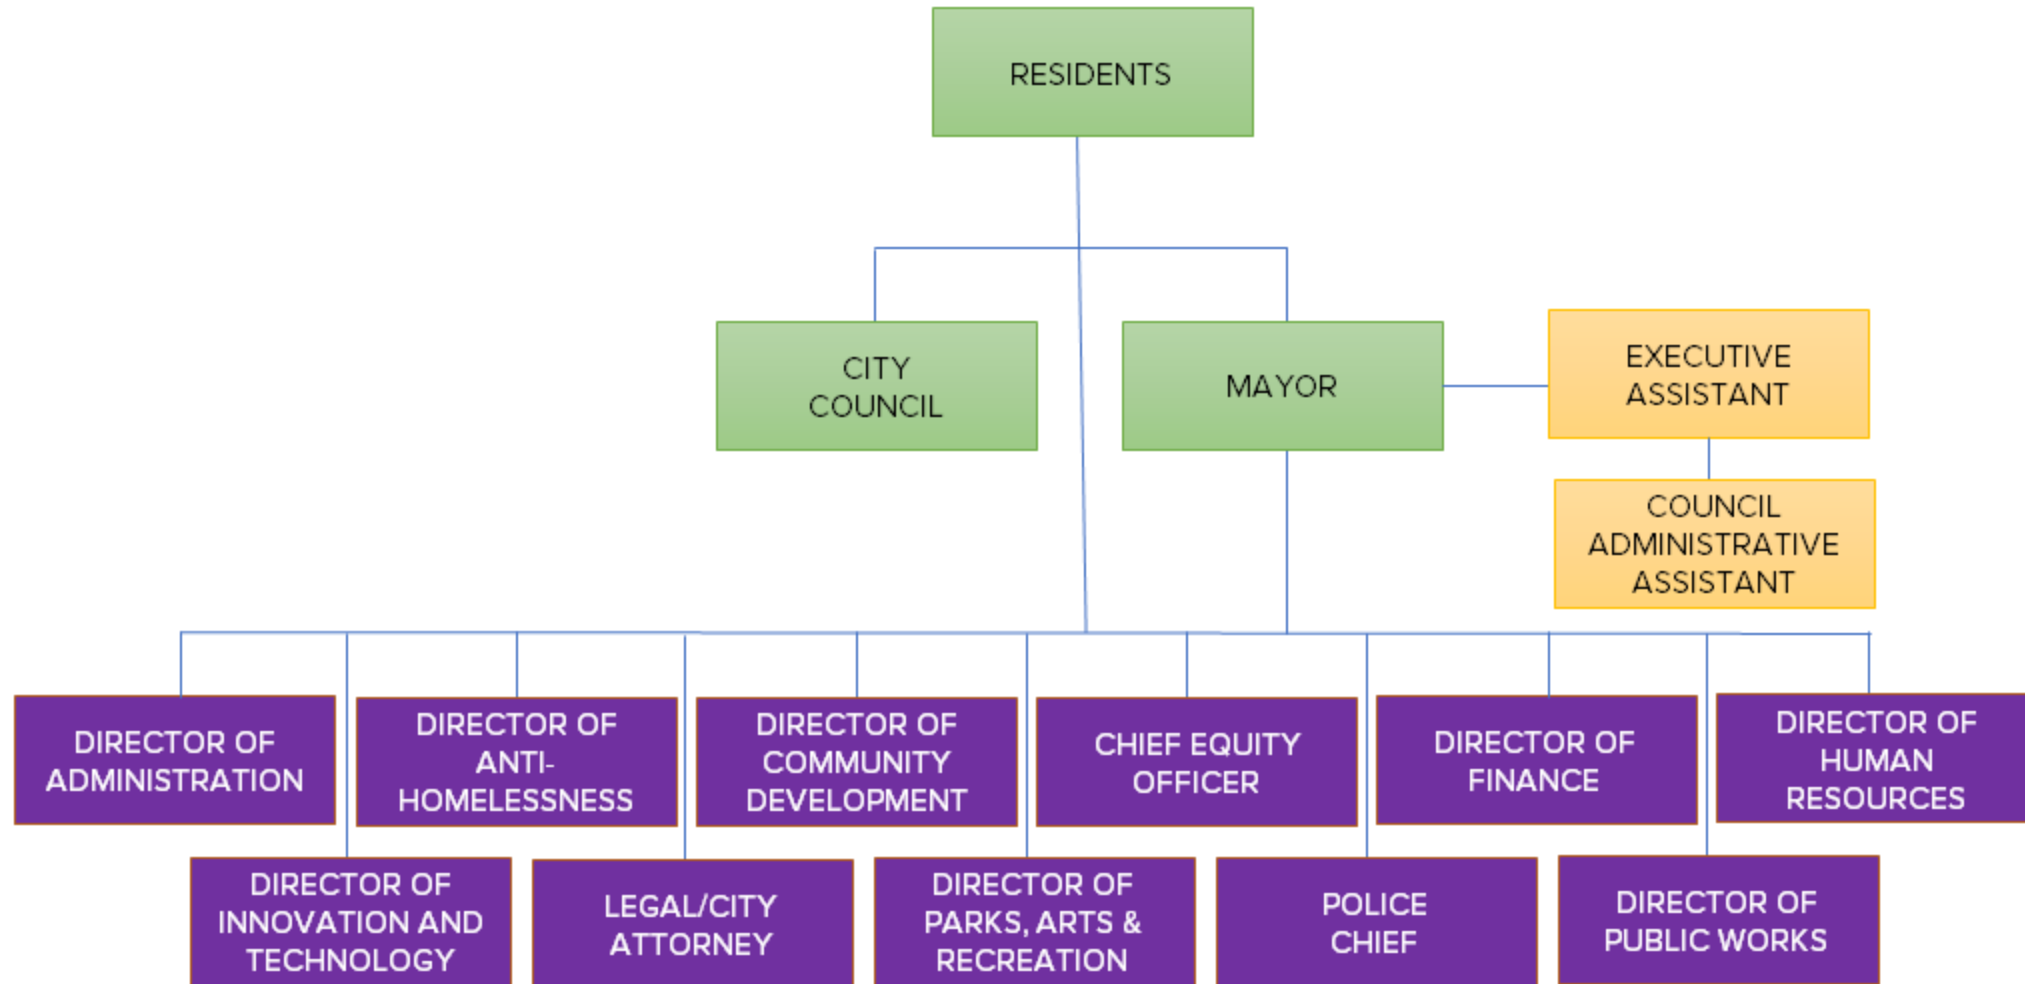 RESIDENTS
CITY
COUNCIL
MAYOR
EXECUTIVE
ASSISTANT
COUNCIL
ADMINISTRATIVE
ASSISTANT
DIRECTOR OF
ADMINISTRATION
DIRECTOR OF
ANTI-
HOMELESSNESS
DIRECTOR OF
COMMUNITY
DEVELOPMENT
CHIEF EQUITY
OFFICER
DIRECTOR OF
FINANCE
DIRECTOR OF
HUMAN
RESOURCES
DIRECTOR OF
INNOVATION AND
TECHNOLOGY
LEGAL/CITY
ATTORNEY
DIRECTOR OF
PARKS, ARTS &
RECREATION
POLICE
CHIEF
DIRECTOR OF
PUBLIC WORKS